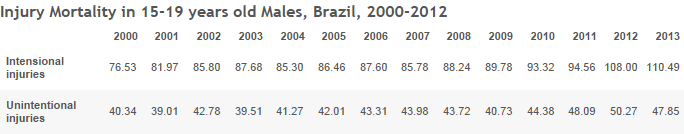 Injury Mortality in 15-19 years old Males, Brazil, 2000-2012
2000 2001 2002 2003 2004 2005 2006 2007 2008 2009 2010 2011 2012 2013
Intensional injuries 76.53 81.97 85.80 87.68 85.30 86.46 87.60 85.78 88.24 89.78 93.32 94.56 108.00 110.49
Unintentional injuries 40.34 39.01 42.78 39.51 41.27 42.01 43.31 43.98 43.72 40.73 44.38 48.09 50.27 47.85